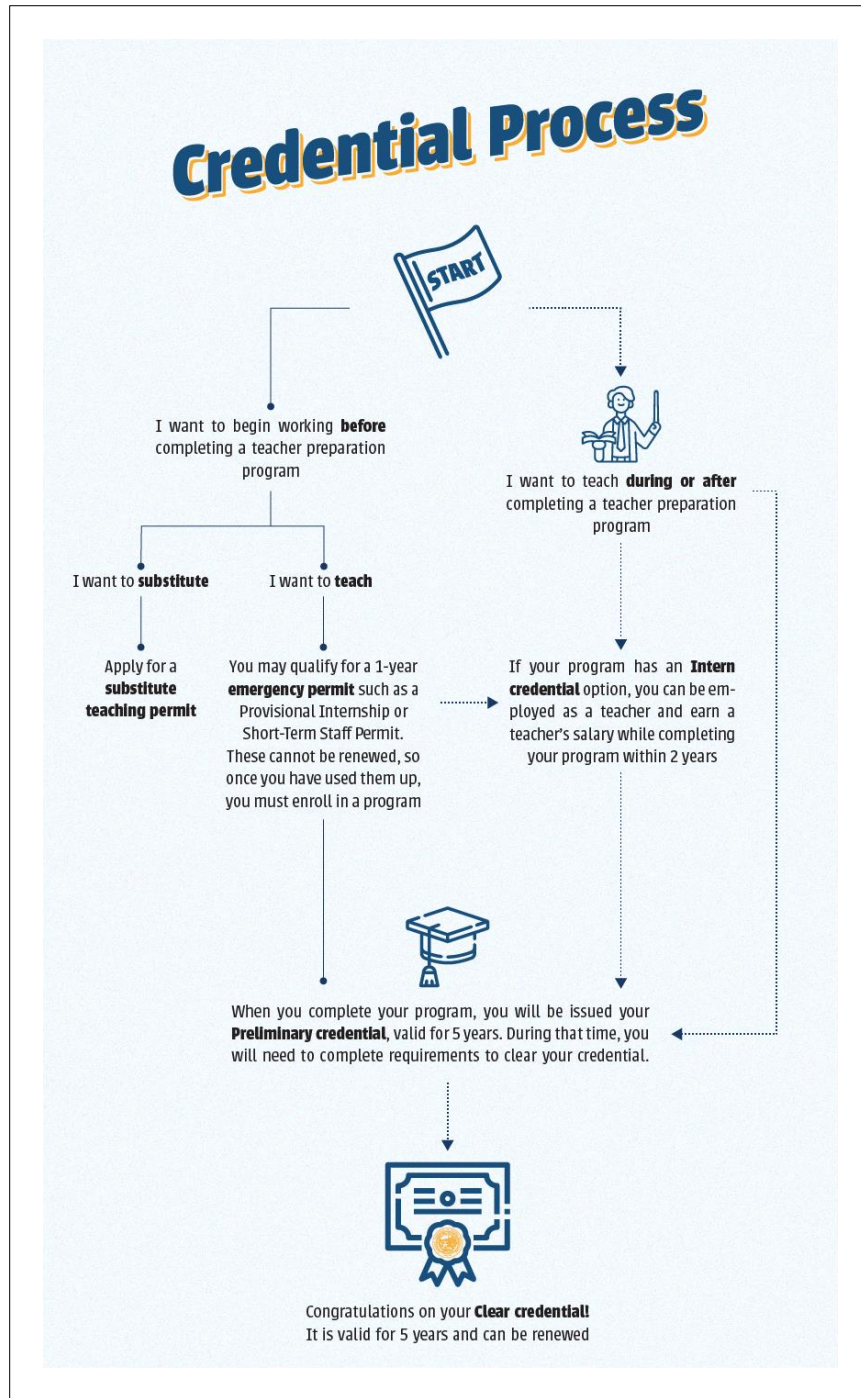 Credential Process
START
I want to begin working before
completing a teacher preparation
program
I want to teach during or after
completing a teacher preparation
program
I want to substitute
I want to teach
Apply for a
substitute
teaching permit
You may qualify for a 1-year
emergency permit such as a
Provisional Internship or
Short-Term Staff Permit.
These cannot be renewed, so
once you have used them up,
you must enroll in a program
If your program has an Intern
credential option, you can be em-
ployed as a teacher and earn a
teacher's salary while completing
your program within 2 years
When you complete your program, you will be issued your
Preliminary credential, valid for 5 years. During that time, you
will need to complete requirements to clear your credential.
Congratulations on your Clear credential!
It is valid for 5 years and can be renewed